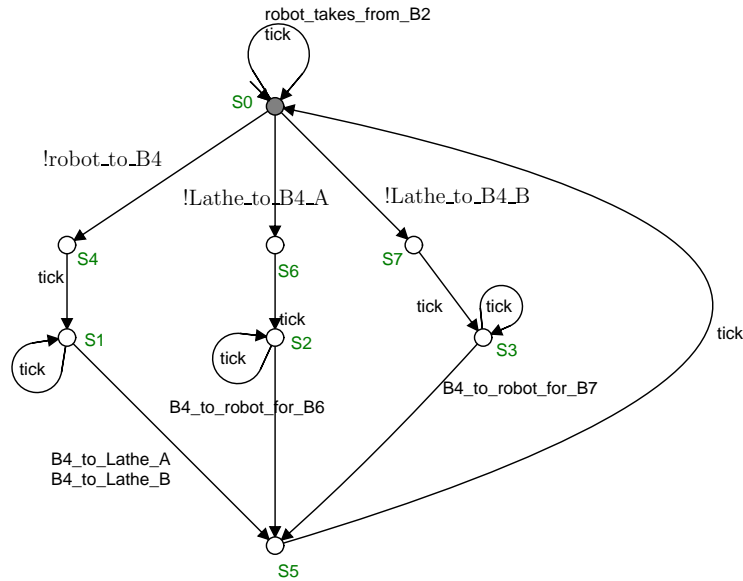 robot_takes_from_B2
tick
S0
!robot_to_B4
!Lathe_to_B4_A
!Lathe_to_B4_B
S4
S6
S7
tick
tick
tick
tick
S1
tick
S2
tick
S3
tick
tick
B4_to_robot_for_B6
B4_to_robot_for_B7
B4_to_Lathe_A
B4_to_Lathe_B
S5